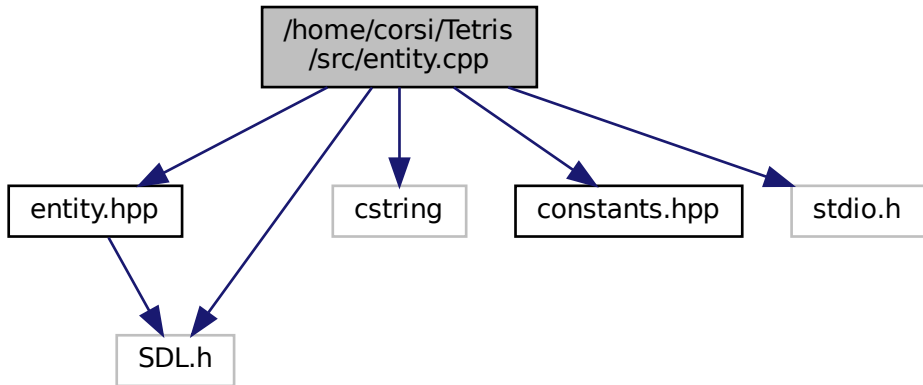 /home/corsi/Tetris
/src/entity.cpp
entity.hpp
cstring
constants.hpp
stdio.h
SDL.h